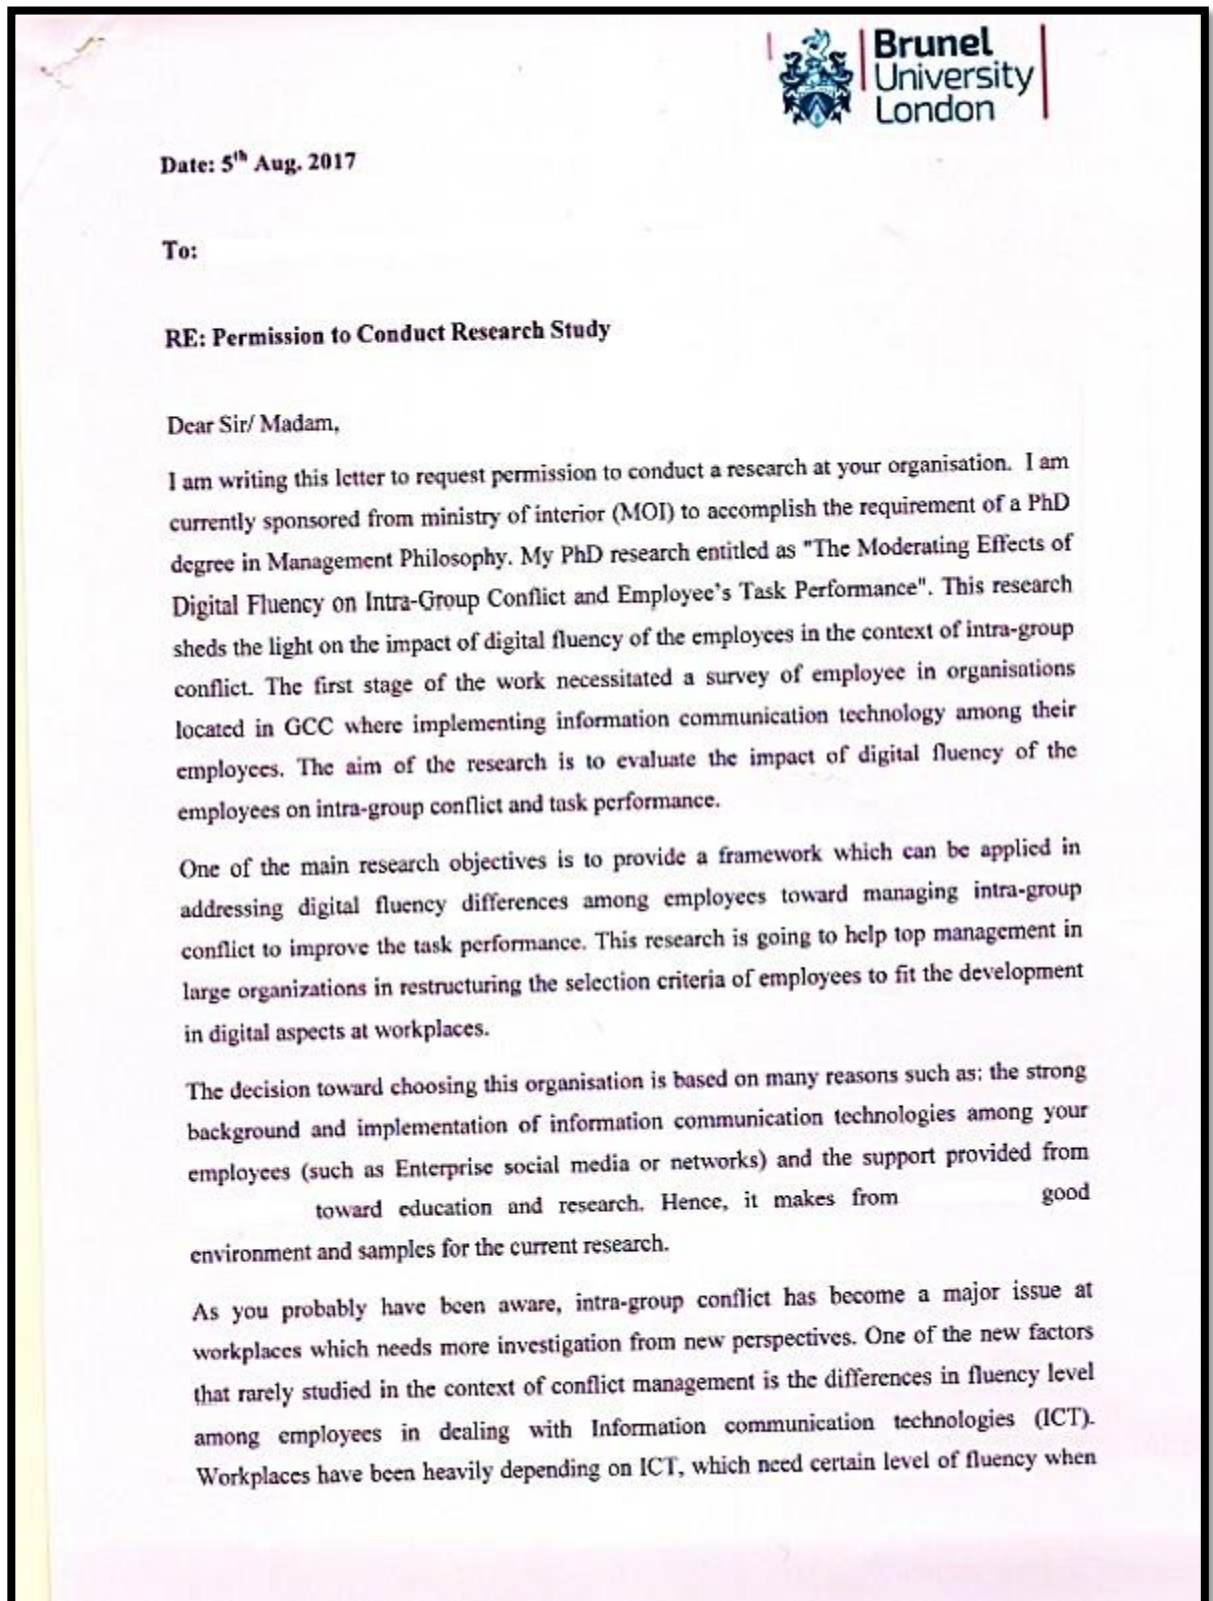 Brunel
University
London
Date: 5th Aug. 2017
To:
RE: Permission to Conduct Research Study
Dear Sir/ Madam,
I am writing this letter to request permission to conduct a research at your organisation. I am
currently sponsored from ministry of interior (MOI) to accomplish the requirement of a PhD
degree in Management Philosophy. My PhD research entitled as "The Moderating Effects of
Digital Fluency on Intra-Group Conflict and Employee's Task Performance". This research
sheds the light on the impact of digital fluency of the employees in the context of intra-group
conflict. The first stage of the work necessitated a survey of employee in organisations
located in GCC where implementing information communication technology among their
employees. The aim of the research is to evaluate the impact of digital fluency of the
employees on intra-group conflict and task performance.
One of the main research objectives is to provide a framework which can be applied in
addressing digital fluency differences among employees toward managing intra-group
conflict to improve the task performance. This research is going to help top management in
large organizations in restructuring the selection criteria of employees to fit the development
in digital aspects at workplaces.
The decision toward choosing this organisation is based on many reasons such as: the strong
background and implementation of information communication technologies among your
employees (such as Enterprise social media or networks) and the support provided from
toward education and research. Hence, it makes from good
environment and samples for the current research.
As you probably have been aware, intra-group conflict has become a major issue at
workplaces which needs more investigation from new perspectives. One of the new factors
that rarely studied in the context of conflict management is the differences in fluency level
among employees in dealing with Information communication technologies (ICT).
Workplaces have been heavily depending on ICT, which need certain level of fluency when